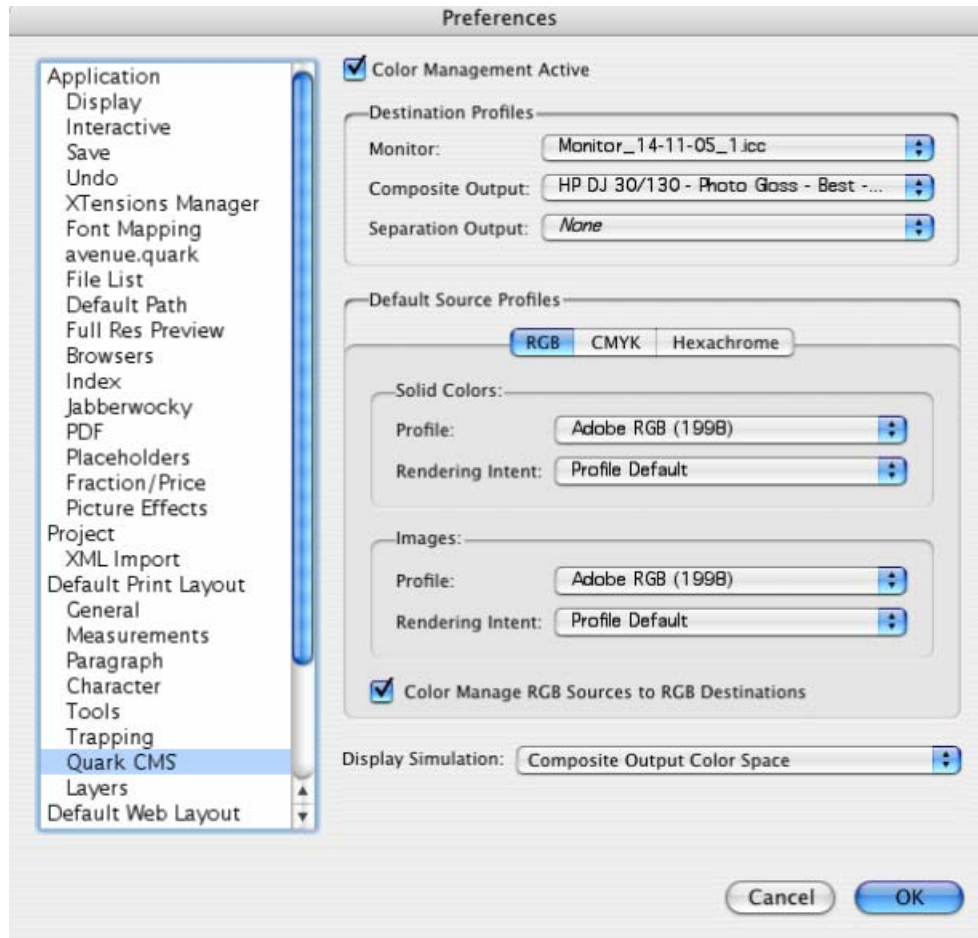 Preferences
Application
Display
Interactive
Save
Undo
XTensions Manager
Font Mapping
avenue.quark
File List
Default Path
Full Res Preview
Browsers
Index
Jabberwocky
PDF
Placeholders
Fraction/Price
Picture Effects
Project
XML Import
Default Print Layout
General
Measurements
Paragraph
Character
Tools
Trapping
Quark CMS
Layers
Default Web Layout
Color Management Active
Destination Profiles
Monitor: Monitor_14-11-05_1.icc
Composite Output: HP DJ 30/130 - Photo Gloss - Best -...
Separation Output: None
Default Source Profiles
RGB CMYK Hexachrome
Solid Colors:
Profile: Adobe RGB (1998)
Rendering Intent: Profile Default
Images:
Profile: Adobe RGB (1998)
Rendering Intent: Profile Default
Color Manage RGB Sources to RGB Destinations
Display Simulation: Composite Output Color Space
Cancel OK